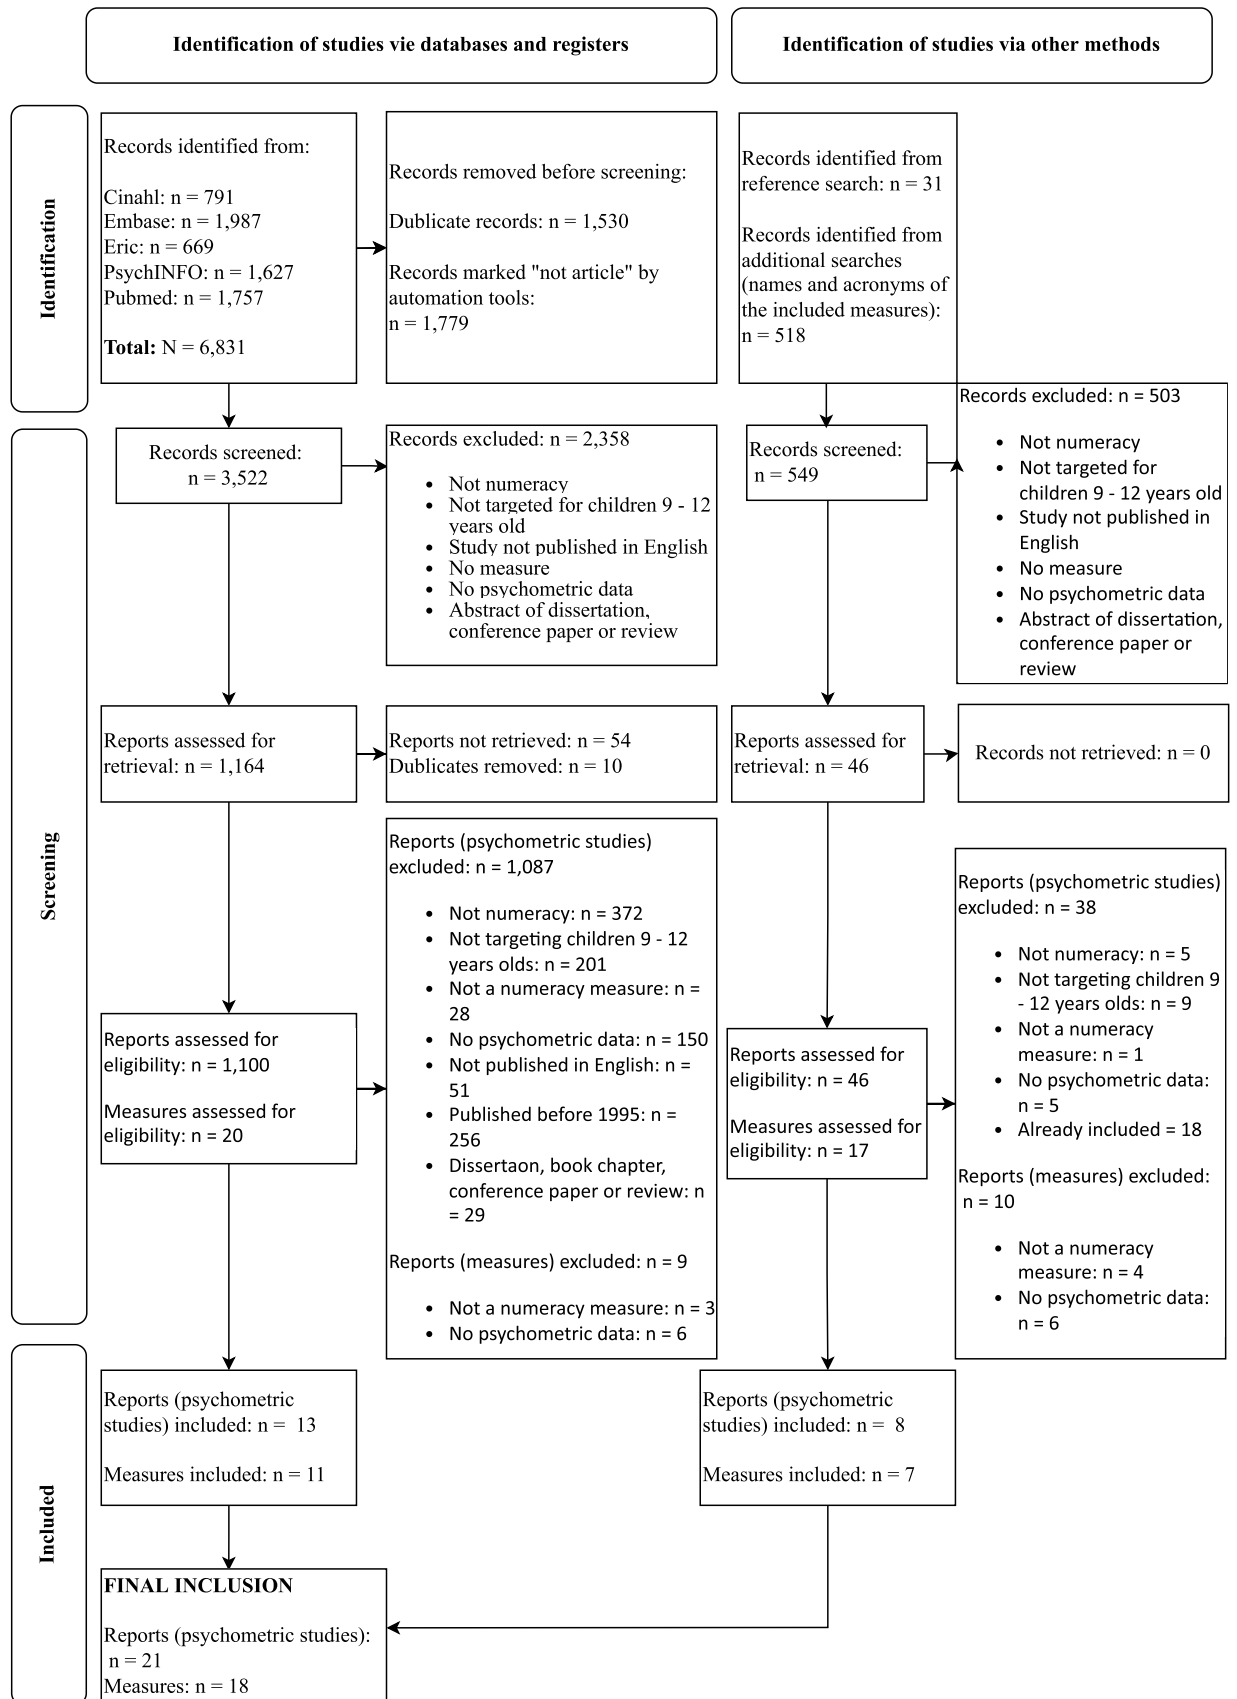 Identification of studies vie databases and registers
Identification of studies via other methods
Identification
Records identified from:
Cinahl: n = 791
Embase: n = 1,987
Eric: n = 669
PsychINFO: n = 1,627
Pubmed: n = 1,757
Total: N = 6,831
Records removed before screening:
Dublicate records: n = 1,530
Records marked "not article" by
automation tools:
n = 1,779
Records identified from
reference search: n = 31
Records identified from
additional searches
(names and acronyms of
the included measures):
n = 518
Screening
Records screened:
n = 3,522
Records excluded: n = 2,358
• Not numeracy
• Not targeted for children 9 - 12
years old
• Study not published in English
• No measure
• No psychometric data
• Abstract of dissertation,
conference paper or review
Records screened:
n = 549
Records excluded: n = 503
• Not numeracy
• Not targeted for
children 9 - 12 years old
• Study not published in
English
• No measure
• No psychometric data
• Abstract of dissertation,
conference paper or
review
Reports assessed for
retrieval: n = 1,164
Reports not retrieved: n = 54
Dublicates removed: n = 10
Reports assessed for
retrieval: n = 46
Records not retrieved: n = 0
Reports assessed for
eligibility: n = 1,100
Measures assessed for
eligibility: n = 20
Reports (psychometric studies)
excluded: n = 1,087
• Not numeracy: n = 372
• Not targeting children 9 - 12
years olds: n = 201
• Not a numeracy measure: n =
28
• No psychometric data: n = 150
• Not published in English: n =
51
• Published before 1995: n =
256
• Dissertaon, book chapter,
conference paper or review: n
= 29
Reports (measures) excluded: n = 9
• Not a numeracy measure: n = 3
• No psychometric data: n = 6
Reports assessed for
eligibility: n = 46
Measures assessed for
eligibility: n = 17
Reports (psychometric studies)
excluded: n = 38
• Not numeracy: n = 5
• Not targeting children 9
- 12 years olds: n = 9
• Not a numeracy
measure: n = 1
• No psychometric data:
n = 5
• Already included = 18
Reports (measures) excluded:
n = 10
• Not a numeracy
measure: n = 4
• No psychometric data:
n = 6
Included
Reports (psychometric
studies) included: n = 13
Measures included: n = 11
Reports (psychometric
studies) included: n = 8
Measures included: n = 7
FINAL INCLUSION
Reports (psychometric studies):
n = 21
Measures: n = 18